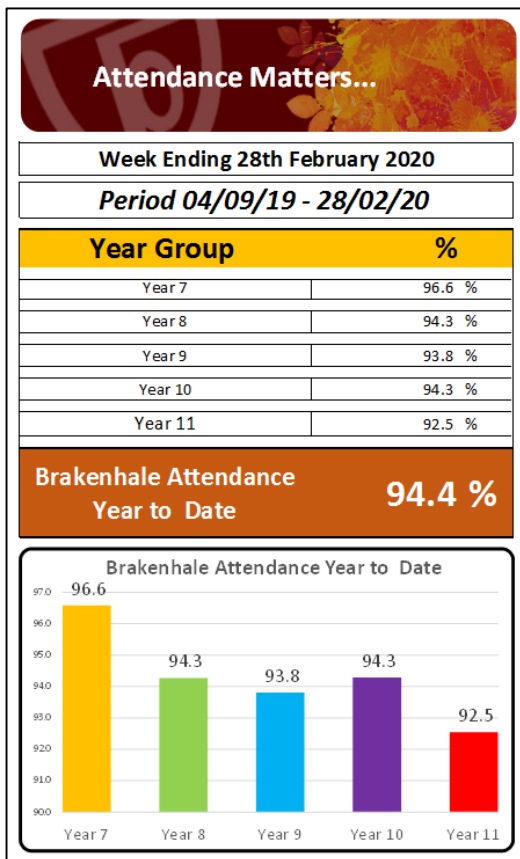 Attendance Matters...
Week Ending 28th February 2020
Period 04/09/19 - 28/02/20
Year Group %
Year 7 96.6 %
Year 8 94.3 %
Year 9 93.8 %
Year 10 94.3 %
Year 11 92.5 %
Brakenhale Attendance
Year to Date 94.4 %
Brakenhale Attendance Year to Date
97.0
96.0
95.0
94.0
93.0
92.0
91.0
90.0
96.6
94.3
93.8
94.3
92.5
Year 7 Year 8 Year 9 Year 10 Year 11